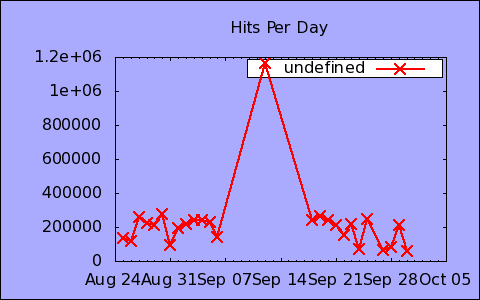 Hits Per Day
undefined
1.2e+06
1e+06
800000
600000
400000
200000
0
Aug 24 Aug 31 Sep 07 Sep 14 Sep 21 Sep 28 Oct 05